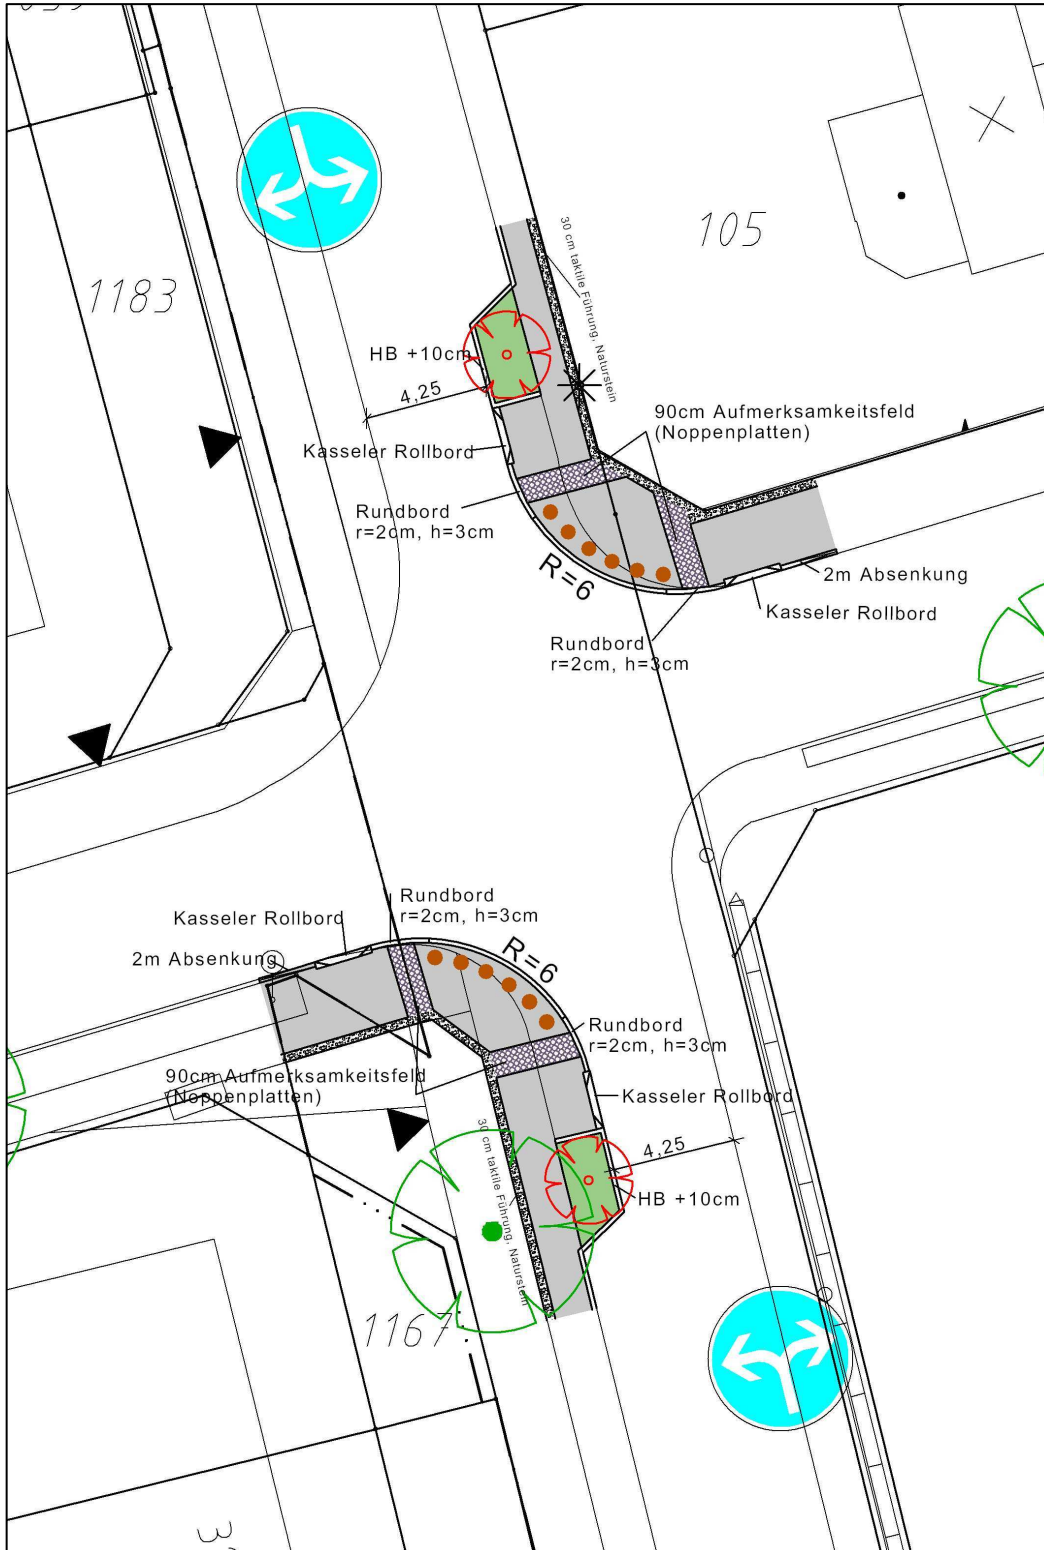 1183
105
30 cm taktile Führung, Naturstein
HB +10cm
4,25
90cm Aufmerksamkeitsfeld
(Noppenplatten)
Kasseler Rollbord
Rundbord
r=2cm, h=3cm
R=6
2m Absenkung
Kasseler Rollbord
Rundbord
r=2cm, h=3cm
Rundbord
r=2cm, h=3cm
Kasseler Rollbord
2m Absenkung
R=6
Rundbord
r=2cm, h=3cm
90cm Aufmerksamkeitsfeld
(Noppenplatten)
Kasseler Rollbord
30 cm taktile Führung, Naturstein
4,25
HB +10cm
1167